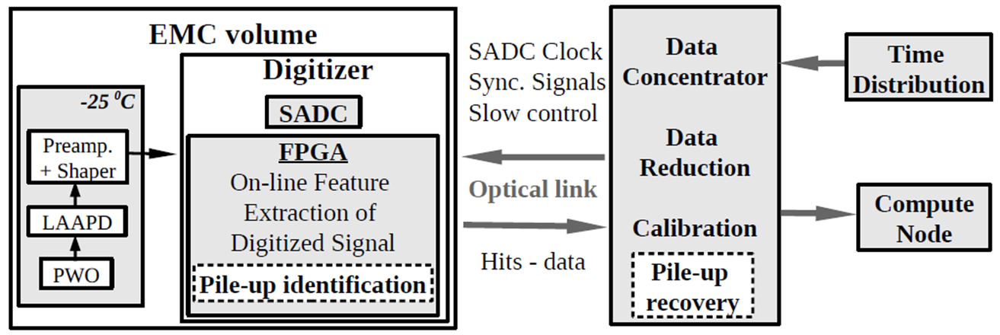 EMC volume
-25 ⁰C
Preamp.
+ Shaper
LAAPD
PWO
Digitizer
SADC
FPGA
On-line Feature
Extraction of
Digitized Signal
Pile-up identification
SADC Clock
Sync. Signals
Slow control
Optical link
Hits - data
Data
Concentrator
Data
Reduction
Calibration
Pile-up
recovery
Time
Distribution
Compute
Node